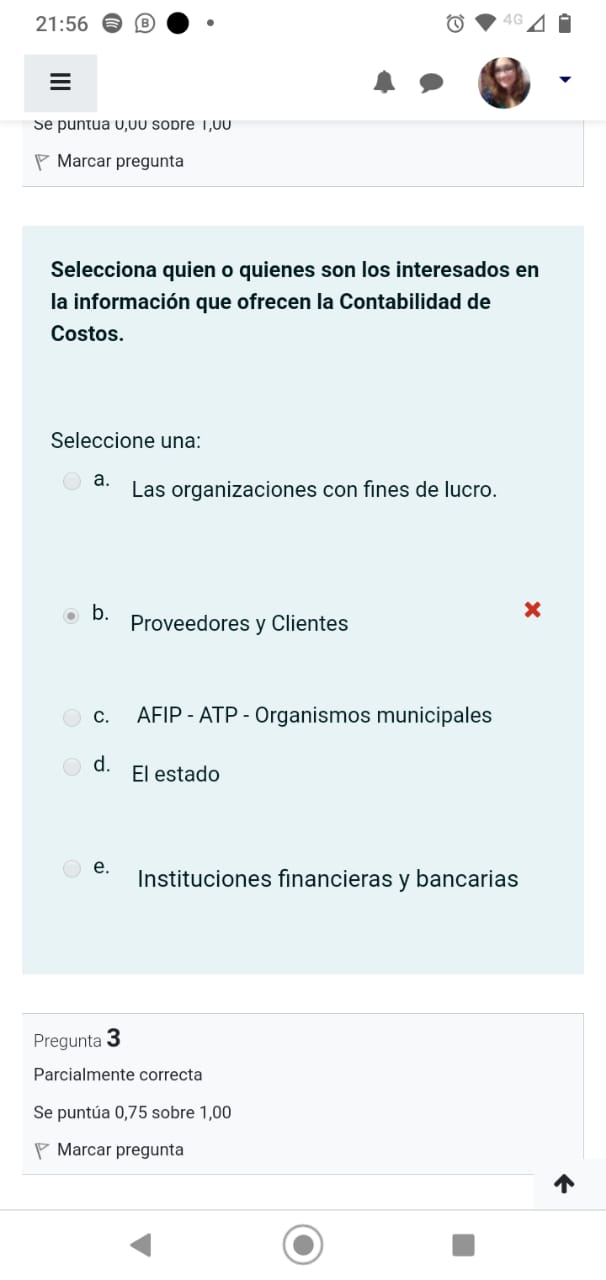 21:56
4G
Se puntúa 0,00 sobre 1,00
Marcar pregunta
Selecciona quien o quienes son los interesados en
la información que ofrecen la Contabilidad de
Costos.
Seleccione una:
a. Las organizaciones con fines de lucro.
b. Proveedores y Clientes
c. AFIP - ATP - Organismos municipales
d. El estado
e. Instituciones financieras y bancarias
Pregunta 3
Parcialmente correcta
Se puntúa 0,75 sobre 1,00
Marcar pregunta